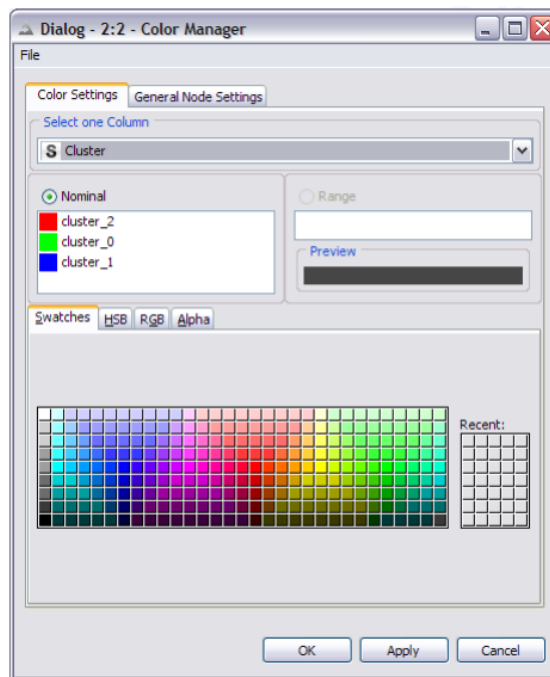 Dialog - 2:2 - Color Manager
File
Color Settings
General Node Settings
Select one Column
S Cluster
Nominal
Range
cluster_2
cluster_0
cluster_1
Preview
Swatches
HSB
RGB
Alpha
Recent:
OK
Apply
Cancel